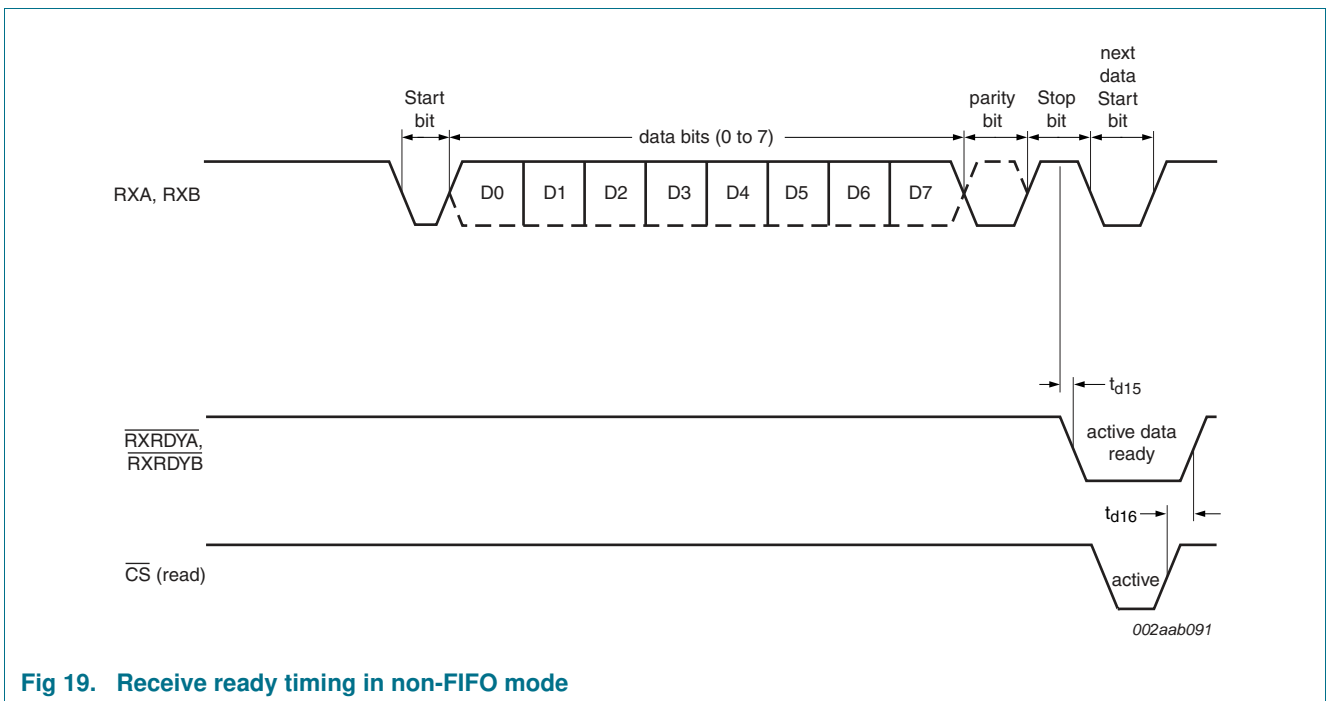 next
data
Start
bit
Start
bit
parity
bit
Stop
bit
data bits (0 to 7)
RXA, RXB
D0
D1
D2
D3
D4
D5
D6
D7
td15
RXRDYA,
RXRDYB
active data
ready
td16
CS (read)
active
002aab091
Fig 19. Receive ready timing in non-FIFO mode